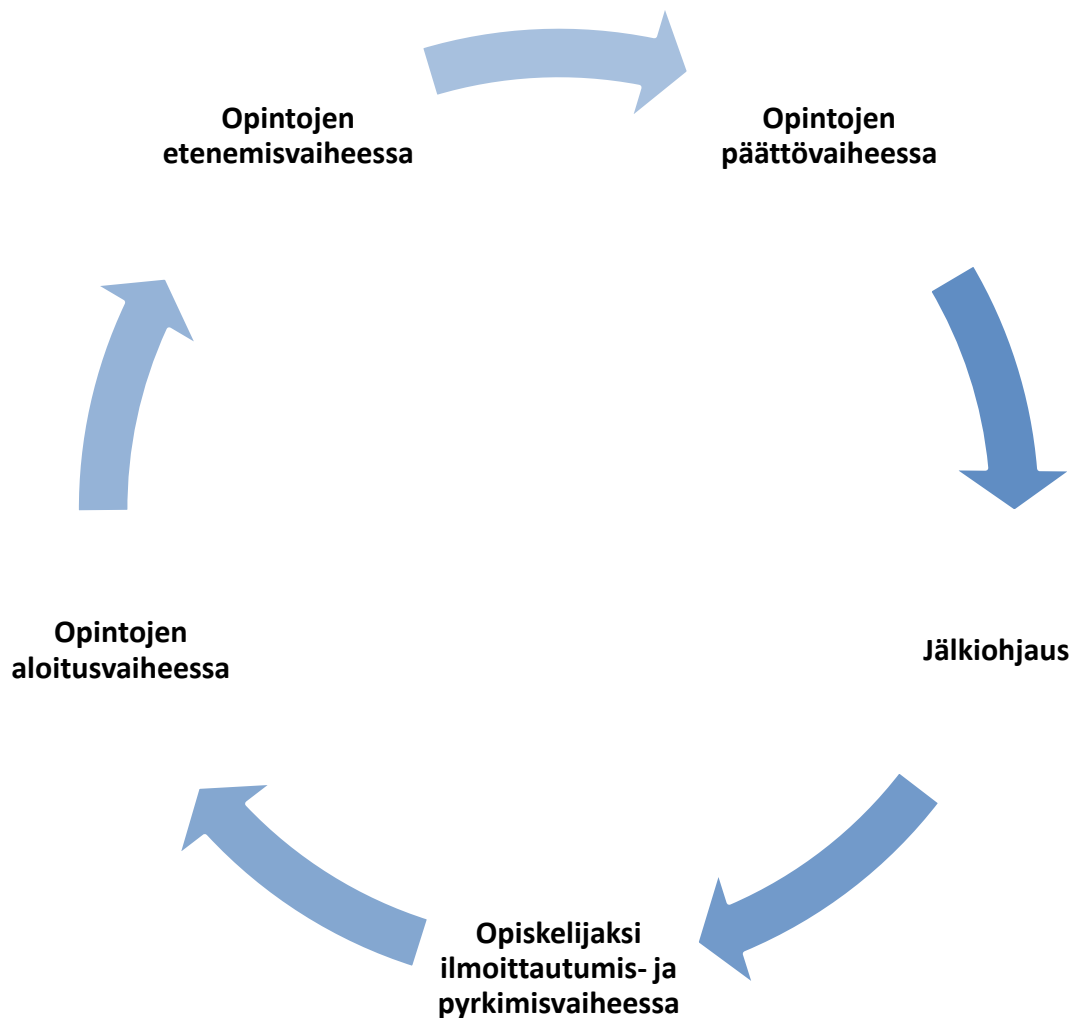 Opintojen
etenemisvaiheessa
Opintojen
päättövaiheessa
Opintojen
aloitusvaiheessa
Jälkiohjaus
Opiskelijaksi
ilmoittautumis- ja
pyrkimisvaiheessa